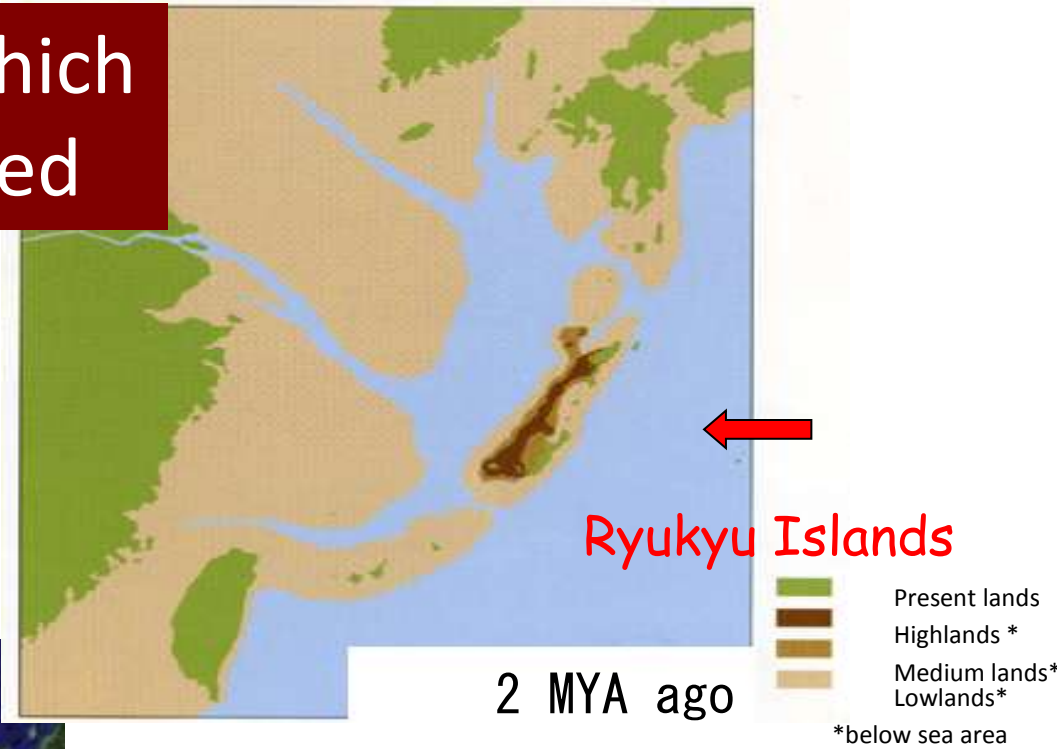 hich
ed
Ryukyu Islands
Present lands
Highlands *
Medium lands*
Lowlands*
*below sea area
2 MYA ago